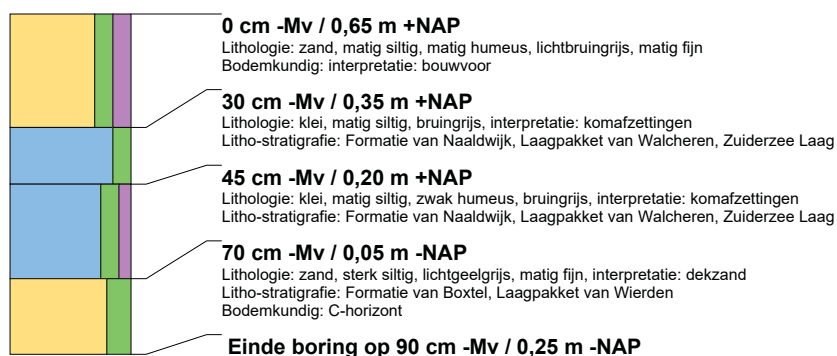 0 cm -Mv / 0,65 m +NAP
Lithologie: zand, matig siltig, matig humeus, lichtbruingrijs, matig fijn
Bodemkundig: interpretatie: bouwvoor
30 cm -Mv / 0,35 m +NAP
Lithologie: klei, matig siltig, bruingrijs, interpretatie: komafzettingen
Litho-stratigrafie: Formatie van Naaldwijk, Laagpakket van Walcheren, Zuiderzee Laag
45 cm -Mv / 0,20 m +NAP
Lithologie: klei, matig siltig, zwak humeus, bruingrijs, interpretatie: komafzettingen
Litho-stratigrafie: Formatie van Naaldwijk, Laagpakket van Walcheren, Zuiderzee Laag
70 cm -Mv / 0,05 m -NAP
Lithologie: zand, sterk siltig, lichtgeelgrijs, matig fijn, interpretatie: dekzand
Litho-stratigrafie: Formatie van Boxtel, Laagpakket van Wierden
Bodemkundig: C-horizont
Einde boring op 90 cm -Mv / 0,25 m -NAP